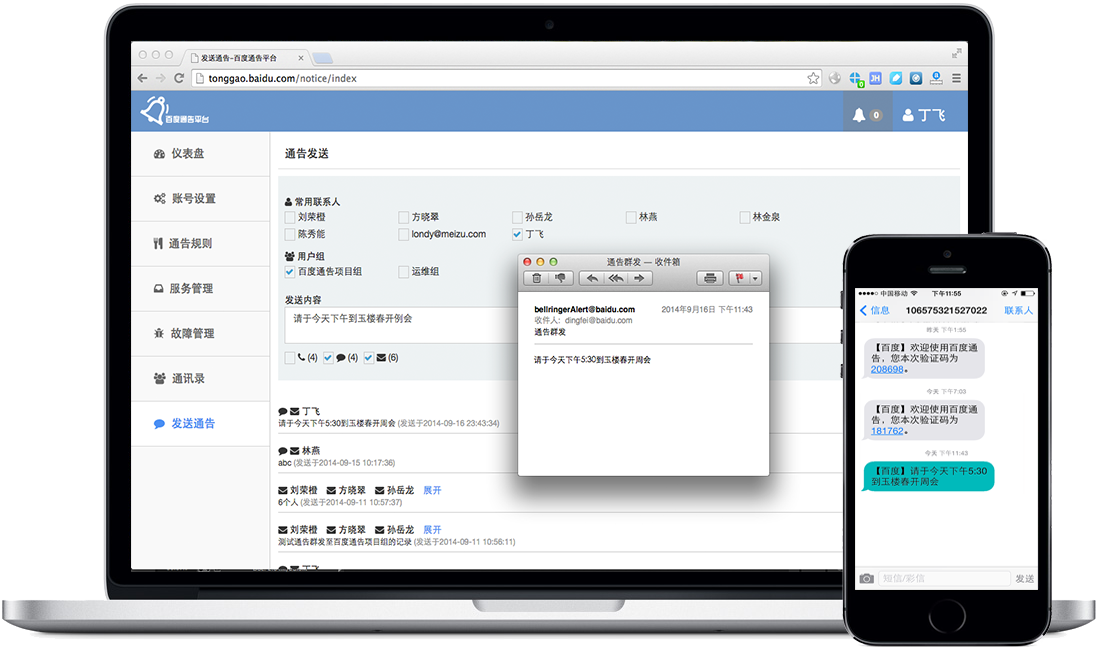 发送通告-百度通告平台
tonggao.baidu.com/notice/index
百度通告平台
0
丁飞
仪表盘
账号设置
通告规则
服务管理
故障管理
通讯录
发送通告
通告发送
常用联系人
刘荣橙 方晓翠 孙岳龙 林燕 林金泉
陈秀能 londy@meizu.com 丁飞
用户组
百度通告项目组 运维组
发送内容
请于今天下午到玉楼春开例会
(4) (4) (6)
丁飞
请于今天下午5:30到玉楼春开周会 (发送于2014-09-16 23:43:34)
林燕
abc (发送于2014-09-15 10:17:36)
刘荣橙 方晓翠 孙岳龙 展开
6个人 (发送于2014-09-11 10:57:37)
刘荣橙 方晓翠 孙岳龙 展开
测试通告群发至百度通告项目组的记录 (发送于2014-09-11 10:56:11)
丁飞
通告群发 — 收件箱
bellringerAlert@baidu.com 2014年9月16日 下午11:43
收件人: dingfei@baidu.com
通告群发
请于今天下午5:30到玉楼春开周会
中国移动 下午11:55
信息 106575321527022 联系人
昨天 下午1:55
【百度】欢迎使用百度通
告，您本次验证码为
208698。
今天 下午7:03
【百度】欢迎使用百度通
告，您本次验证码为
181762。
今天 下午11:43
【百度】请于今天下午5:30
到玉楼春开周会
短信/彩信 发送